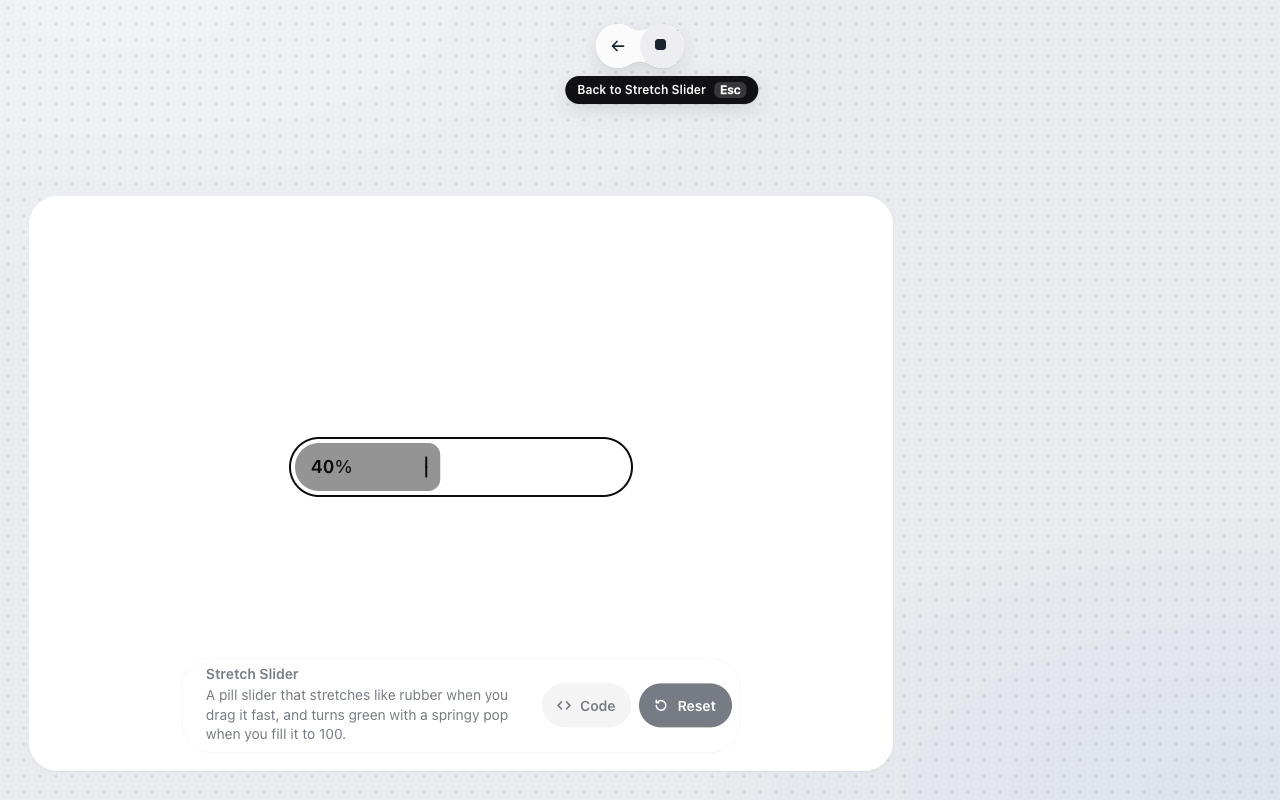 Back to Stretch Slider Esc
40%
Stretch Slider
A pill slider that stretches like rubber when you
drag it fast, and turns green with a springy pop
when you fill it to 100.
Code
Reset